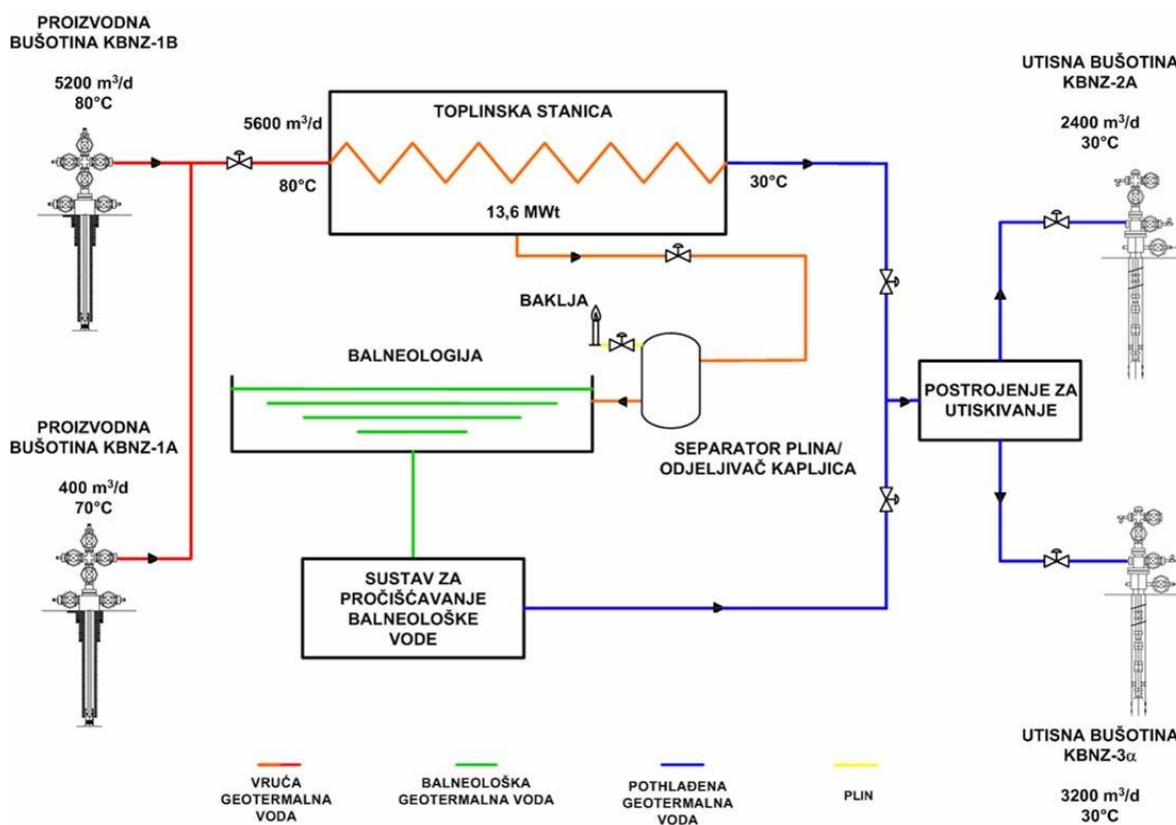 PROIZVODNA
BUŠOTINA KBNZ-1B
5200 m³/d
80°C
5600 m³/d
80°C
TOPLINSKA STANICA
13,6 MWt
30°C
UTISNA BUŠOTINA
KBNZ-2A
2400 m³/d
30°C
BAKLJA
BALNEOLOGIJA
SEPARATOR PLINA/
ODJELJIVAČ KAPLJICA
POSTROJENJE ZA
UTISKIVANJE
PROIZVODNA
BUŠOTINA KBNZ-1A
400 m³/d
70°C
SUSTAV ZA
PROČIŠĆAVANJE
BALNEOLOŠKE
VODE
UTISNA BUŠOTINA
KBNZ-3α
3200 m³/d
30°C
VRUĆA
GEOTERMALNA
VODA
BALNEOLOŠKA
GEOTERMALNA VODA
POTHLAĐENA
GEOTERMALNA
VODA
PLIN